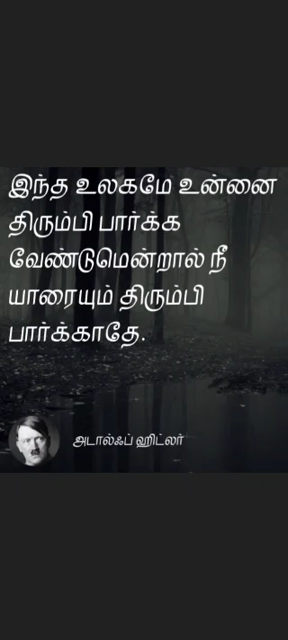 இந்த உலகமே உன்னை
திரும்பி பார்க்க
வேண்டுமென்றால் நீ
யாரையும் திரும்பி
பார்க்காதே.
அடால்ஃப் ஹிட்லர்